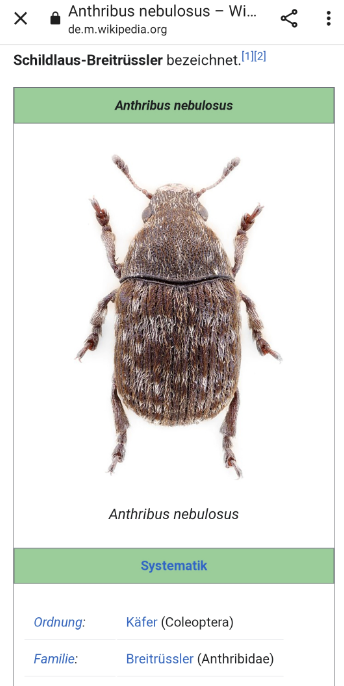 Anthribus nebulosus – Wi...
de.m.wikipedia.org
Schildlaus-Breitrüssler bezeichnet.[1][2]
Anthribus nebulosus
Anthribus nebulosus
Systematik
Ordnung: Käfer (Coleoptera)
Familie: Breitrüssler (Anthribidae)